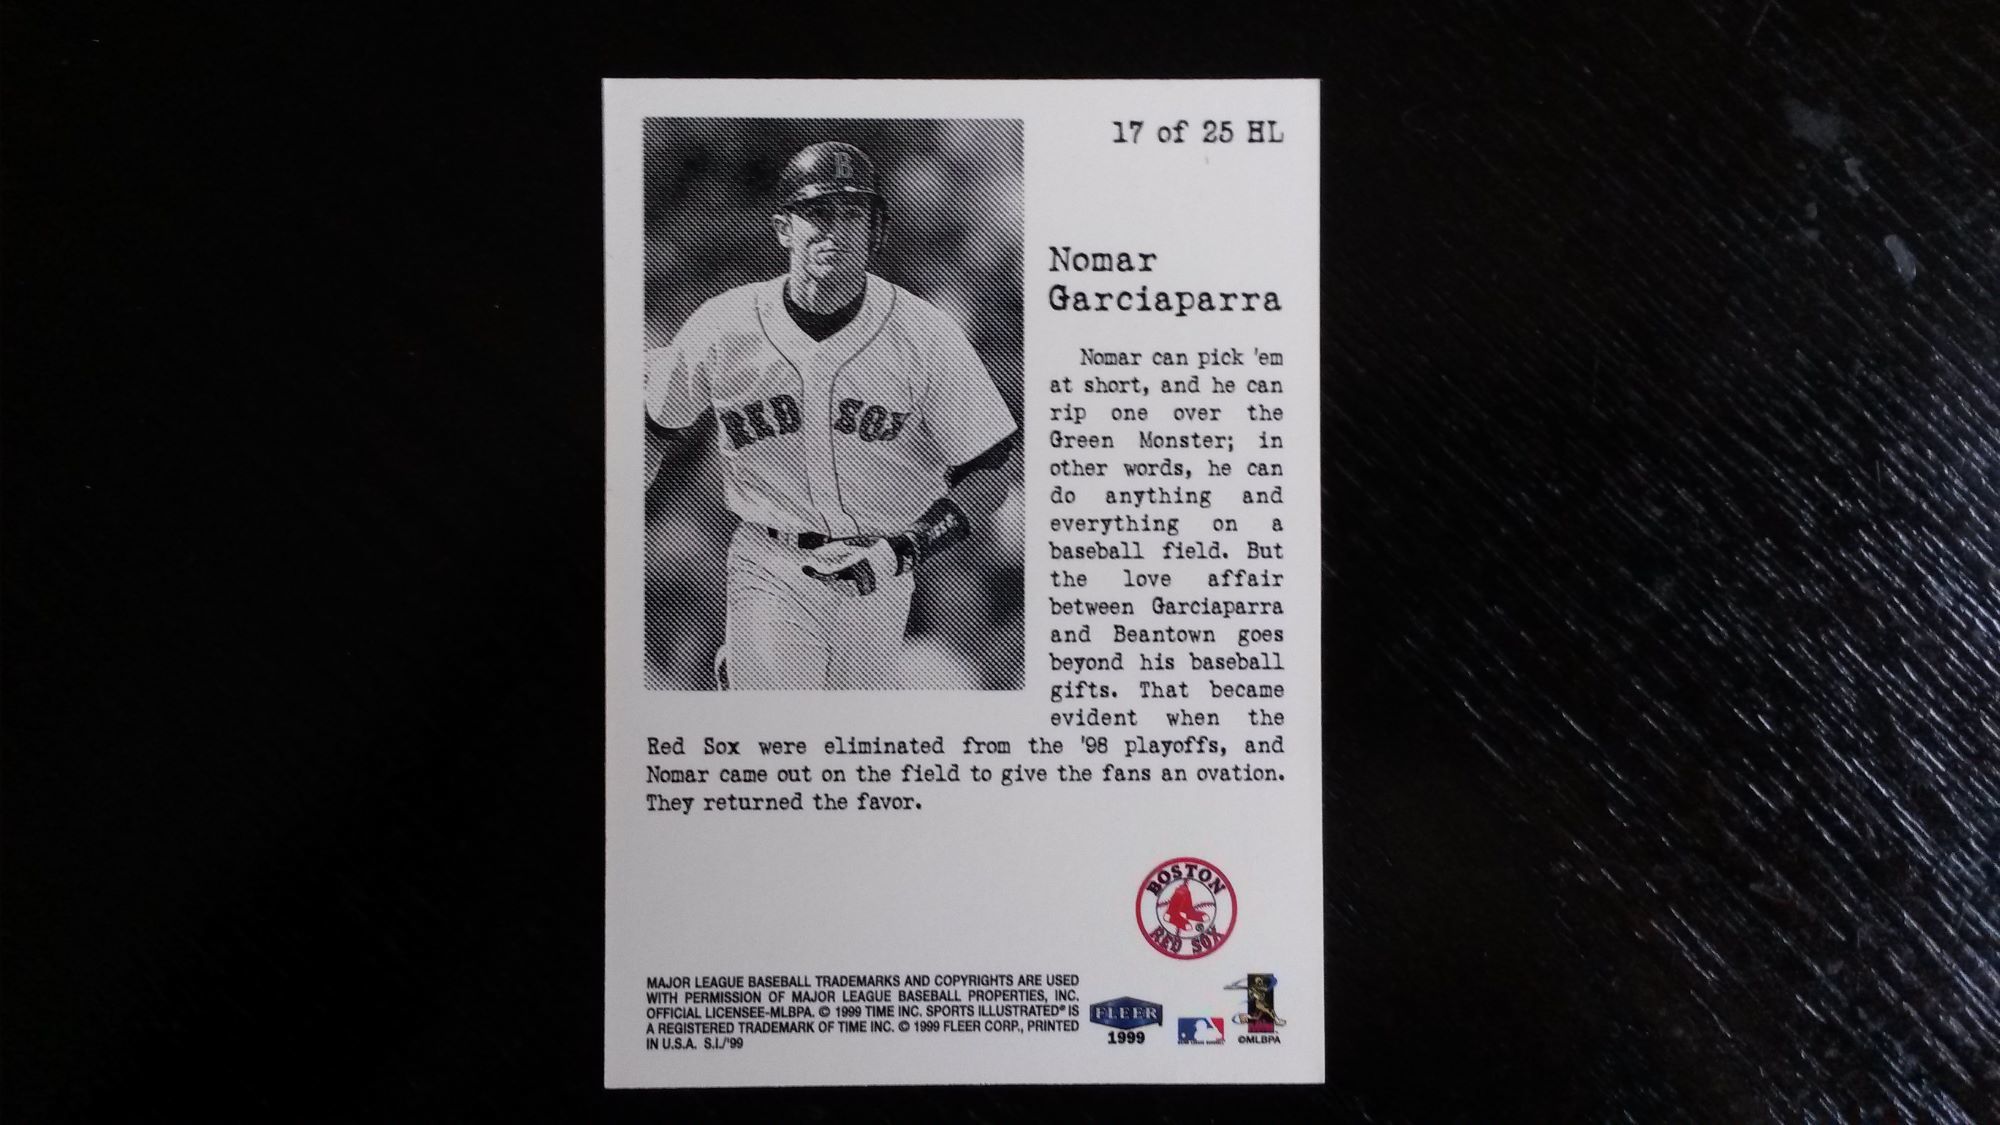 17 of 25 HL
B
RED SOX
Nomar
Garciaparra
Nomar can pick 'em
at short, and he can
rip one over the
Green Monster; in
other words, he can
do anything and
everything on a
baseball field. But
the love affair
between Garciaparra
and Beantown goes
beyond his baseball
gifts. That became
evident when the
Red Sox were eliminated from the '98 playoffs, and
Nomar came out on the field to give the fans an ovation.
They returned the favor.
BOSTON
RED SOX
MAJOR LEAGUE BASEBALL TRADEMARKS AND COPYRIGHTS ARE USED
WITH PERMISSION OF MAJOR LEAGUE BASEBALL PROPERTIES, INC.
OFFICIAL LICENSEE-MLBPA. © 1999 TIME INC. SPORTS ILLUSTRATED® IS
A REGISTERED TRADEMARK OF TIME INC. © 1999 FLEER CORP., PRINTED
IN U.S.A. S.I./'99
FLEER
1999
©MLBPA